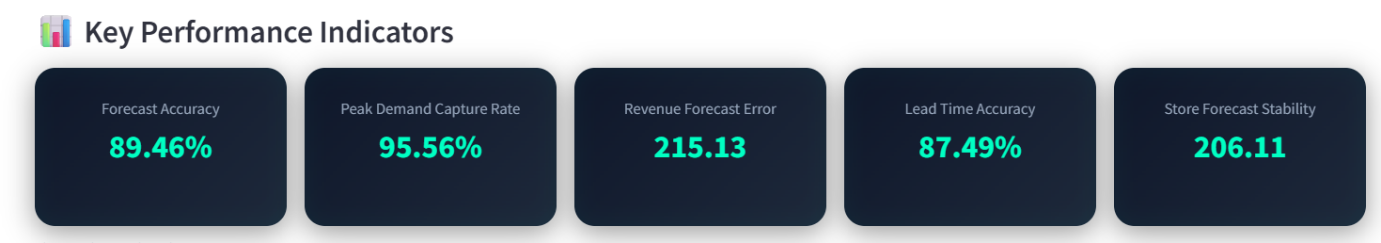 Key Performance Indicators
Forecast Accuracy
89.46%
Peak Demand Capture Rate
95.56%
Revenue Forecast Error
215.13
Lead Time Accuracy
87.49%
Store Forecast Stability
206.11